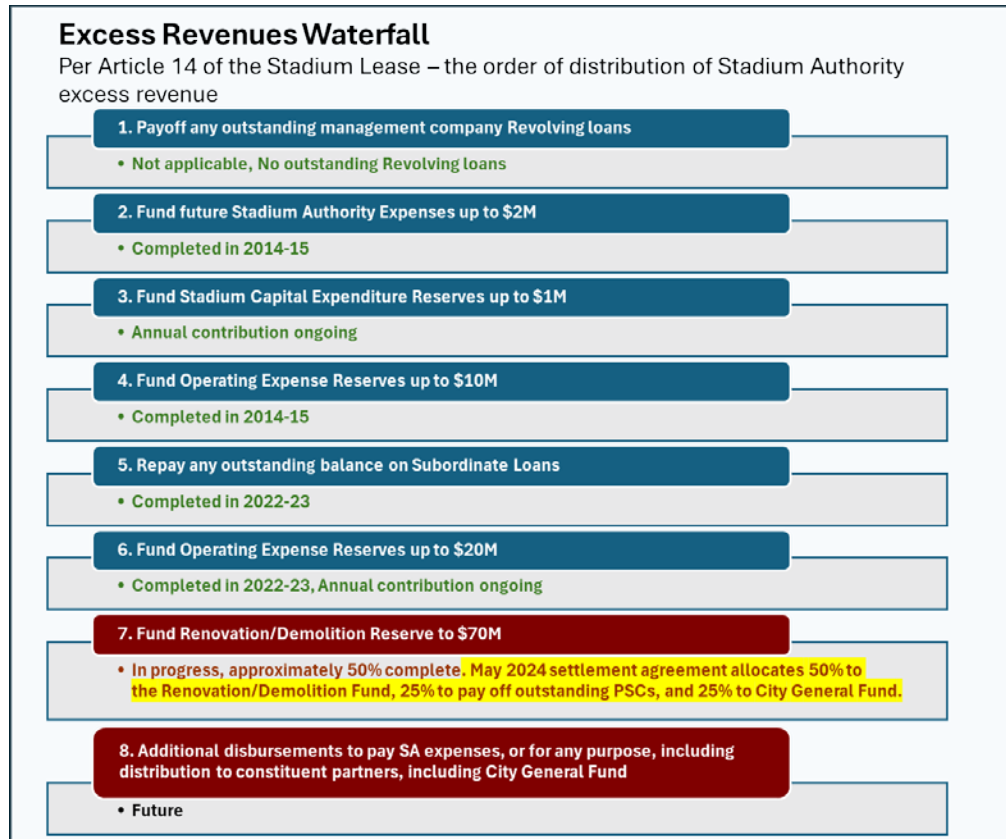 Excess Revenues Waterfall
Per Article 14 of the Stadium Lease – the order of distribution of Stadium Authority
excess revenue
1. Payoff any outstanding management company Revolving loans
• Not applicable, No outstanding Revolving loans
2. Fund future Stadium Authority Expenses up to $2M
• Completed in 2014-15
3. Fund Stadium Capital Expenditure Reserves up to $1M
• Annual contribution ongoing
4. Fund Operating Expense Reserves up to $10M
• Completed in 2014-15
5. Repay any outstanding balance on Subordinate Loans
• Completed in 2022-23
6. Fund Operating Expense Reserves up to $20M
• Completed in 2022-23, Annual contribution ongoing
7. Fund Renovation/Demolition Reserve to $70M
• In progress, approximately 50% complete. May 2024 settlement agreement allocates 50% to
the Renovation/Demolition Fund, 25% to pay off outstanding PSCs, and 25% to City General Fund.
8. Additional disbursements to pay SA expenses, or for any purpose, including
distribution to constituent partners, including City General Fund
• Future